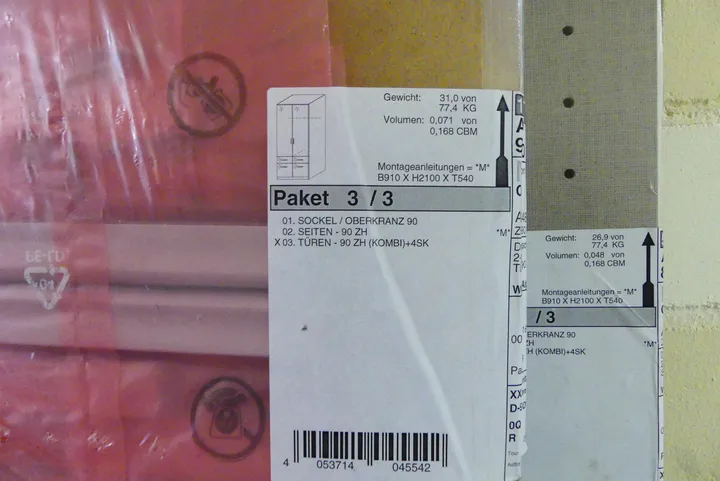 Gewicht: 31,0 von
77,4 KG
Volumen: 0,071 von
0,168 CBM
Montageanleitungen = "M"
B910 X H2100 X T540
Paket 3 / 3
01. SOCKEL / OBERKRANZ 90
02. SEITEN - 90 ZH "M"
X 03. TÜREN - 90 ZH (KOMBI)+4SK
4 053714 045542
Gewicht: 26,9 von
77,4 KG
Volumen: 0,048 von
0,168 CBM
Montageanleitungen = "M"
B910 X H2100 X T540
/ 3
ERKRANZ 90
ZH "M"
ZH (KOMBI)+4SK
01